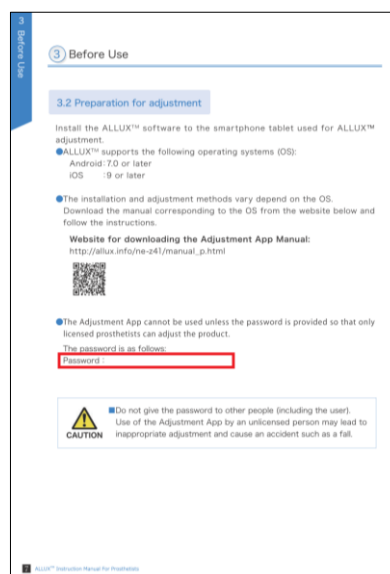 3 Before Use
③ Before Use
3.2 Preparation for adjustment
Install the ALLUX™ software to the smartphone tablet used for ALLUX™
adjustment.
●ALLUX™ supports the following operating systems (OS):
Android:7.0 or later
iOS :9 or later
●The installation and adjustment methods vary depend on the OS.
Download the manual corresponding to the OS from the website below and
follow the instructions.
Website for downloading the Adjustment App Manual:
http://allux.info/ne-z41/manual_p.html
●The Adjustment App cannot be used unless the password is provided so that only
licensed prosthetists can adjust the product.
The password is as follows:
Password :
■Do not give the password to other people (including the user).
Use of the Adjustment App by an unlicensed person may lead to
inappropriate adjustment and cause an accident such as a fall.
CAUTION
ALLUX™ Instruction Manual For Prosthetists